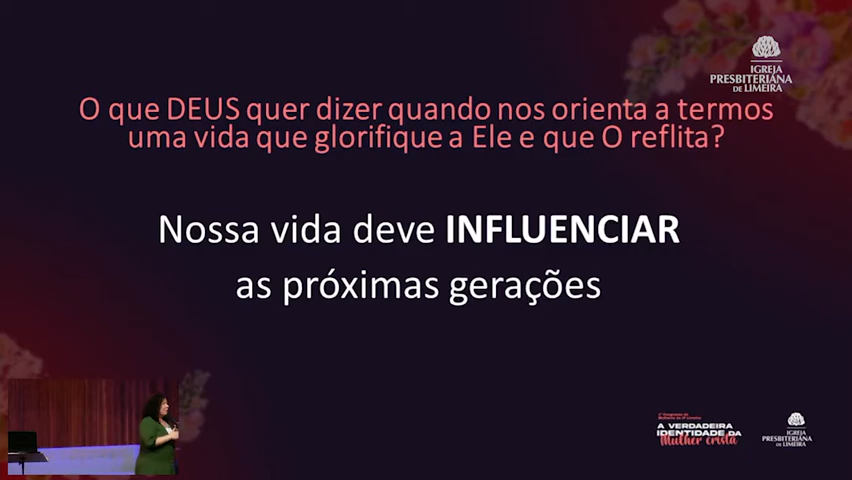 IGREJA
PRESBITERIANA
DE LIMEIRA
O que DEUS quer dizer quando nos orienta a termos
uma vida que glorifique a Ele e que O reflita?
Nossa vida deve INFLUENCIAR
as próximas gerações
A VERDADEIRA
IDENTIDADE DA
Mulher cristã
IGREJA
PRESBITERIANA
DE LIMEIRA